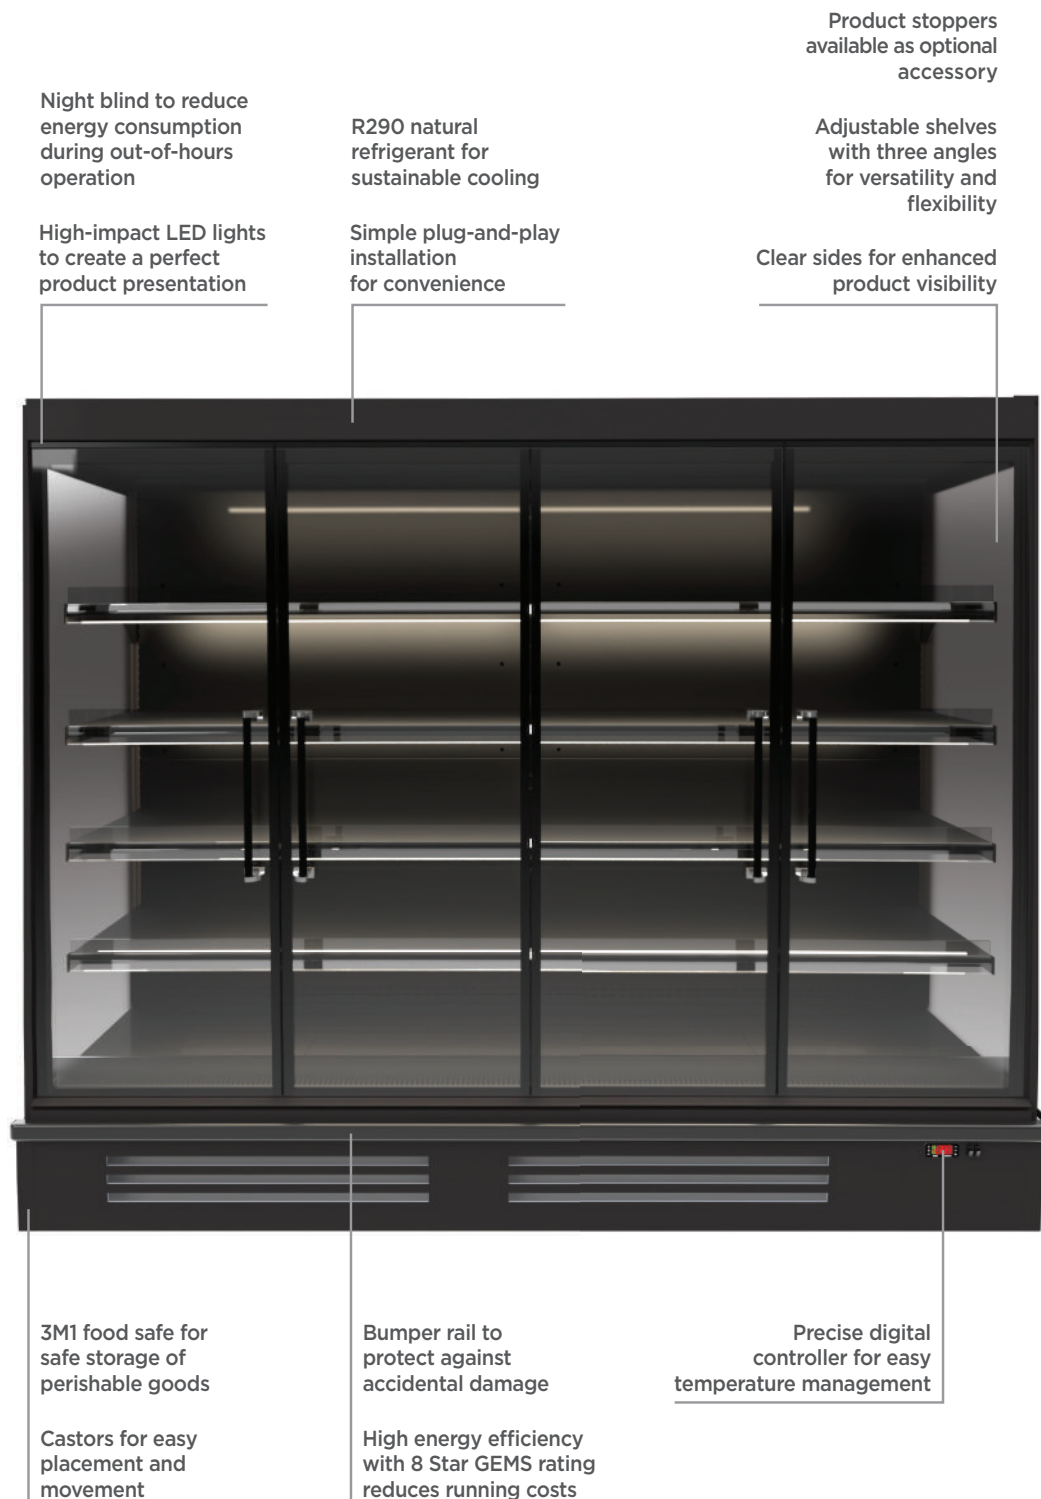 Product stoppers
available as optional
accessory
Night blind to reduce
energy consumption
during out-of-hours
operation
R290 natural
refrigerant for
sustainable cooling
Adjustable shelves
with three angles
for versatility and
flexibility
High-impact LED lights
to create a perfect
product presentation
Simple plug-and-play
installation
for convenience
Clear sides for enhanced
product visibility
3M1 food safe for
safe storage of
perishable goods
Bumper rail to
protect against
accidental damage
Precise digital
controller for easy
temperature management
Castors for easy
placement and
movement
High energy efficiency
with 8 Star GEMS rating
reduces running costs